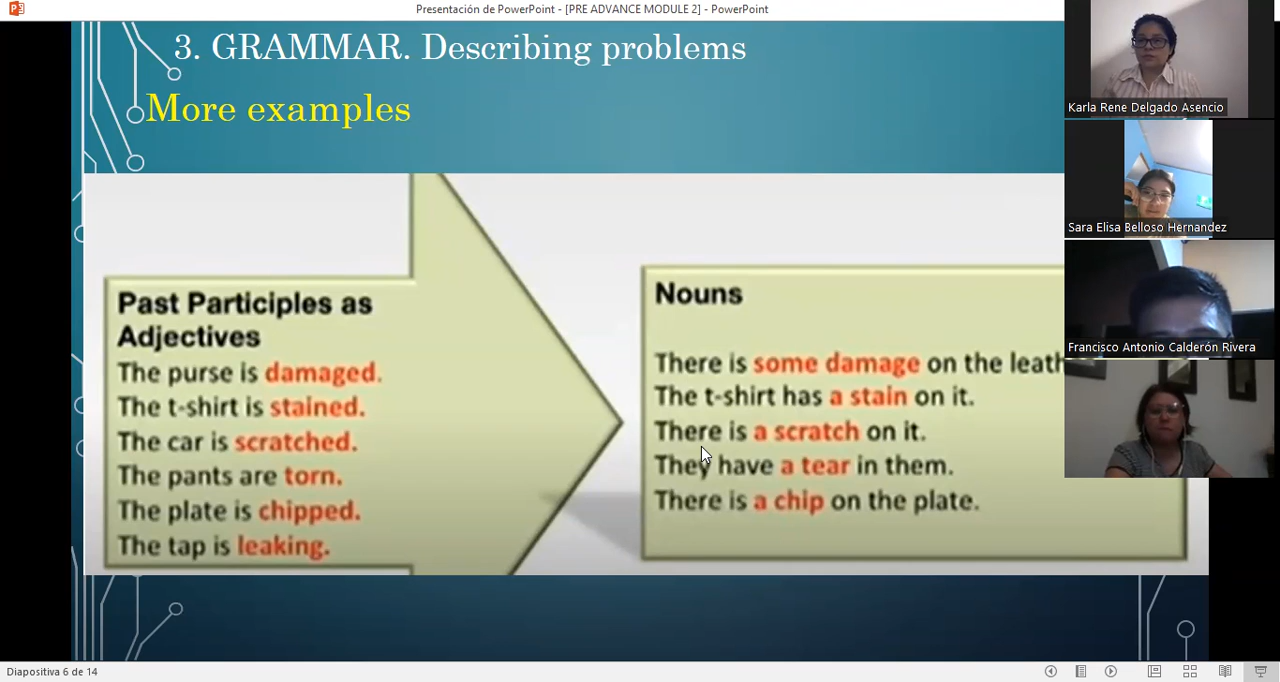 Presentación de PowerPoint - [PRE ADVANCE MODULE 2] - PowerPoint
3. GRAMMAR. Describing problems
More examples
Past Participles as
Adjectives
The purse is damaged.
The t-shirt is stained.
The car is scratched.
The pants are torn.
The plate is chipped.
The tap is leaking.
Nouns
There is some damage on the leath
The t-shirt has a stain on it.
There is a scratch on it.
They have a tear in them.
There is a chip on the plate.
Karla Rene Delgado Asencio
Sara Elisa Belloso Hernandez
Francisco Antonio Calderón Rivera
Diapositiva 6 de 14